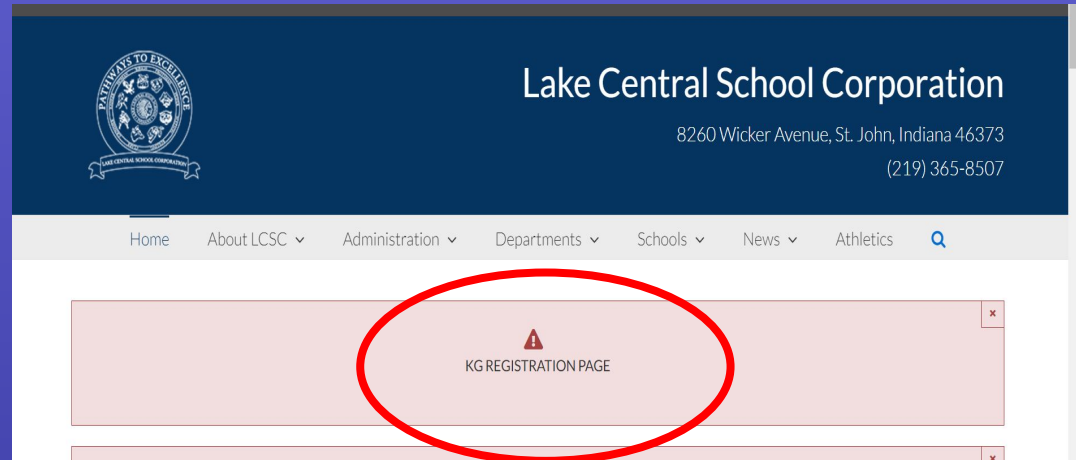 PATHWAYS TO EXCELLENCE
LAKE CENTRAL SCHOOL CORPORATION
Lake Central School Corporation
8260 Wicker Avenue, St. John, Indiana 46373
(219) 365-8507
Home About LCSC Administration Departments Schools News Athletics
×
KG REGISTRATION PAGE
×